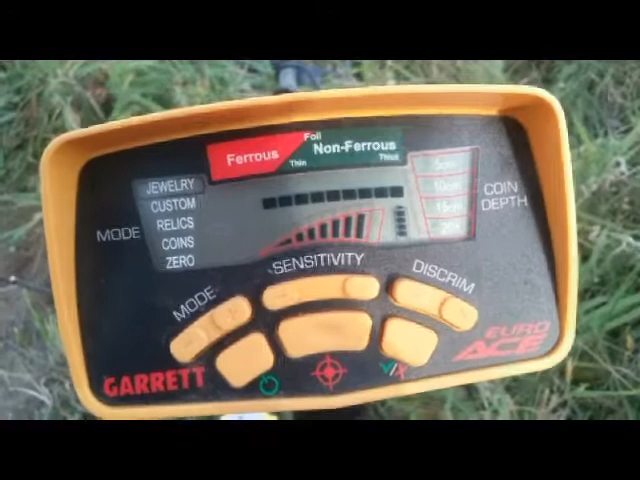 Ferrous
Foil
Non-Ferrous
Thin
Thick
JEWELRY
CUSTOM
RELICS
COINS
ZERO
MODE
5cm
10cm
15cm
COIN
DEPTH
MODE
SENSITIVITY
DISCRIM
GARRETT
EURO
ACE